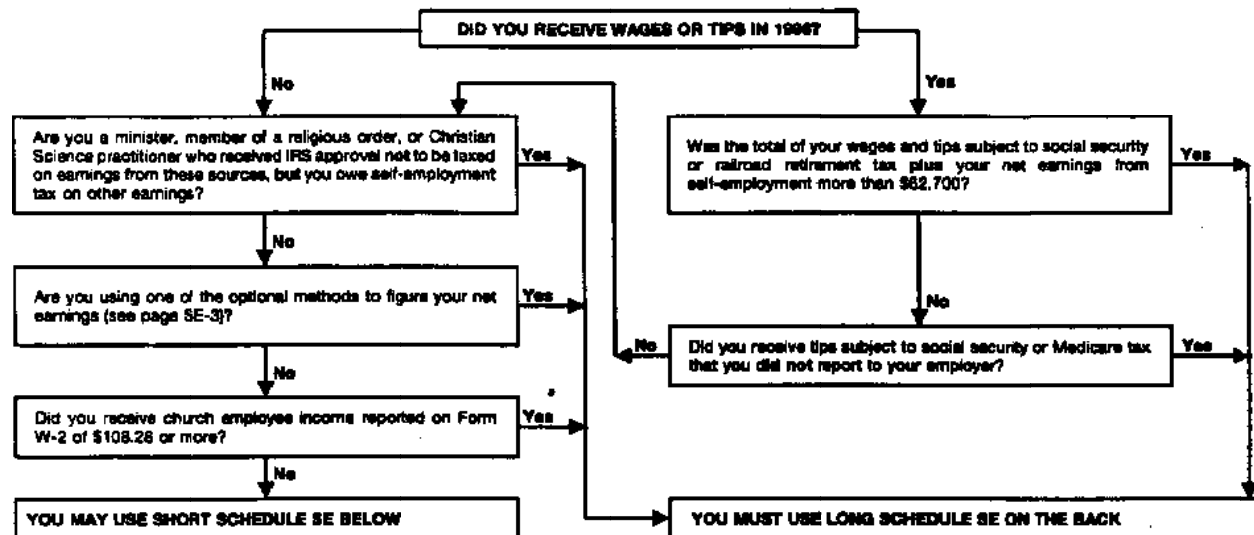 DID YOU RECEIVE WAGES OR TIPS IN 1996?
No
Yes
Are you a minister, member of a religious order, or Christian
Science practitioner who received IRS approval not to be taxed
on earnings from these sources, but you owe self-employment
tax on other earnings?
Yes
Was the total of your wages and tips subject to social security
or railroad retirement tax plus your net earnings from
self-employment more than $62,700?
Yes
No
Are you using one of the optional methods to figure your net
earnings (see page SE-3)?
Yes
No
No
Did you receive tips subject to social security or Medicare tax
that you did not report to your employer?
Yes
No
Did you receive church employee income reported on Form
W-2 of $108.28 or more?
Yes
No
YOU MAY USE SHORT SCHEDULE SE BELOW
YOU MUST USE LONG SCHEDULE SE ON THE BACK